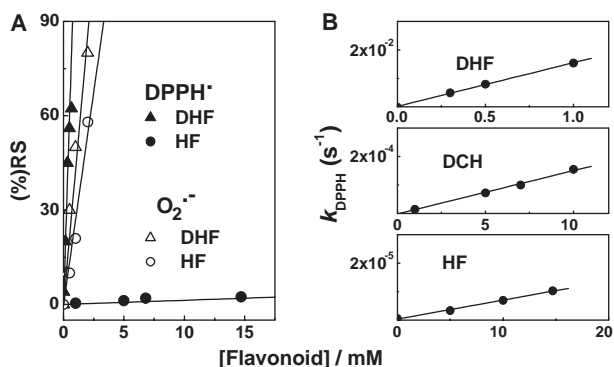 A
(%)RS
90
60
30
0
DPPH·
▲ DHF
● HF
O₂·⁻
△ DHF
○ HF
0 5 10 15
[Flavonoid] / mM
B
k_DPPH (s⁻¹)
2x10⁻²
DHF
0.0 0.5 1.0
2x10⁻⁴
DCH
0 5 10
2x10⁻⁵
HF
0 10 20